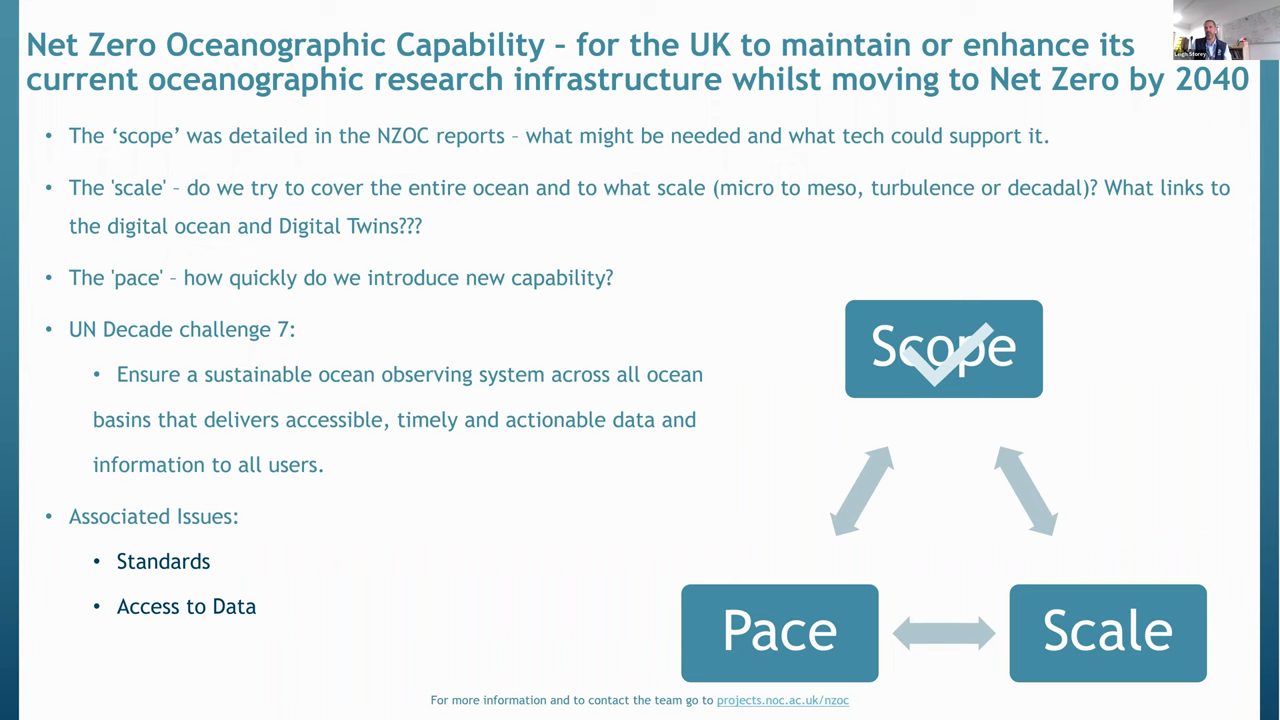 Net Zero Oceanographic Capability – for the UK to maintain or enhance its
current oceanographic research infrastructure whilst moving to Net Zero by 2040
Leigh Storey
• The ‘scope’ was detailed in the NZOC reports – what might be needed and what tech could support it.
• The 'scale' – do we try to cover the entire ocean and to what scale (micro to meso, turbulence or decadal)? What links to
the digital ocean and Digital Twins???
• The 'pace' – how quickly do we introduce new capability?
• UN Decade challenge 7:
• Ensure a sustainable ocean observing system across all ocean
basins that delivers accessible, timely and actionable data and
information to all users.
• Associated Issues:
• Standards
• Access to Data
Scope
Pace
Scale
For more information and to contact the team go to projects.noc.ac.uk/nzoc